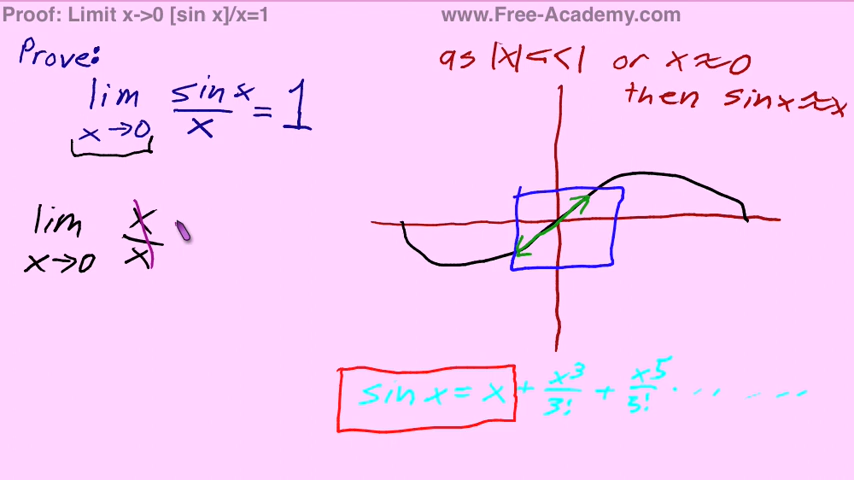 Proof: Limit x->0 [sin x]/x=1
www.Free-Academy.com
Prove:
lim x→0 sin x / x = 1
as |x|<<1 or x≈0
then sin x≈x
lim x→0 x / x
sin x = x + x³/3! + x⁵/5! . . . . . . . .